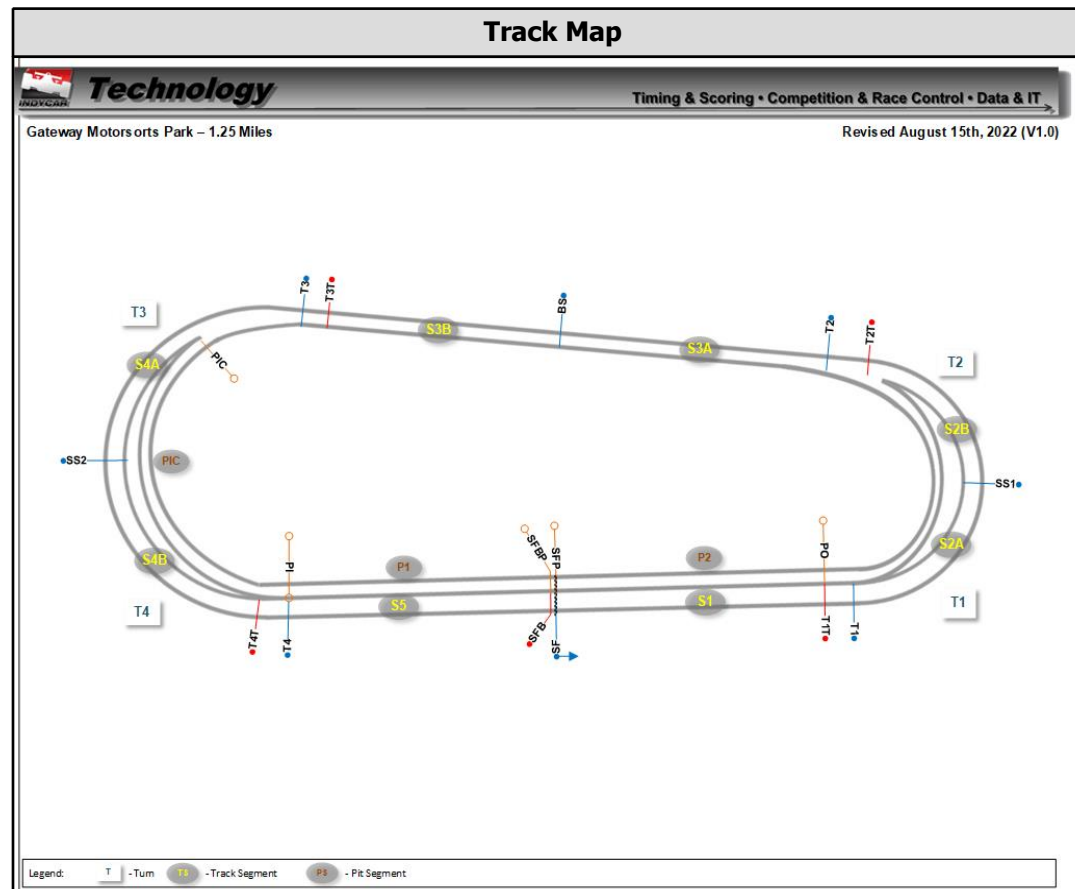 Track Map
INDYCAR
Technology
Timing & Scoring • Competition & Race Control • Data & IT
Gateway Motorsorts Park – 1.25 Miles
Revised August 15th, 2022 (V1.0)
T3
T3
T3T
BS
T2
T2T
T2
S3B
S3A
S4A
PIC
S2B
SS2
PIC
SS1
S2A
S4B
PI
P1
SFBP
SFP
P2
PO
T4
S5
S1
T1
T4T
T4
SFB
SF
T1T
T1
Legend:
T
- Turn
TS
- Track Segment
PS
- Pit Segment